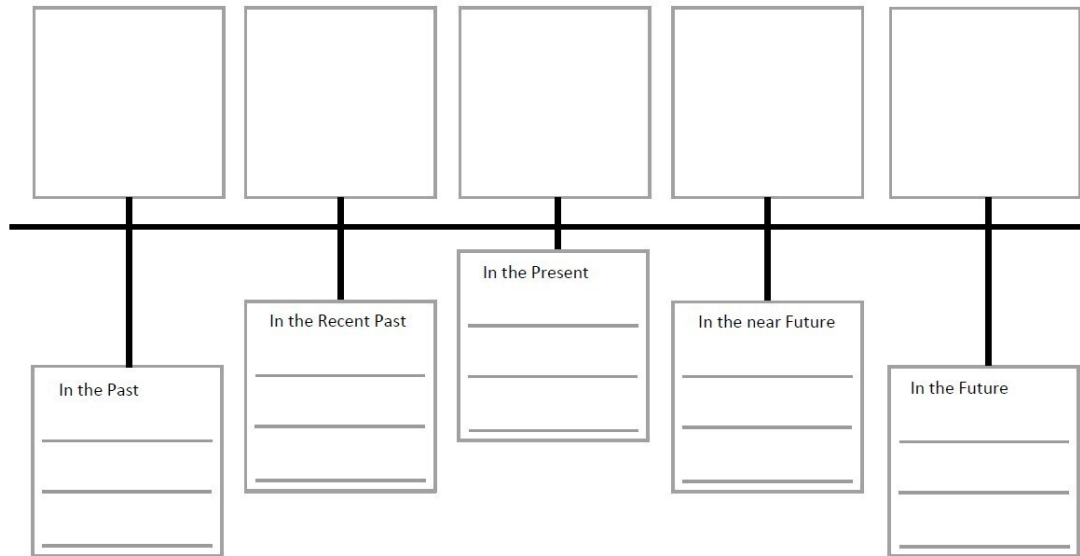 In the Past
In the Recent Past
In the Present
In the near Future
In the Future